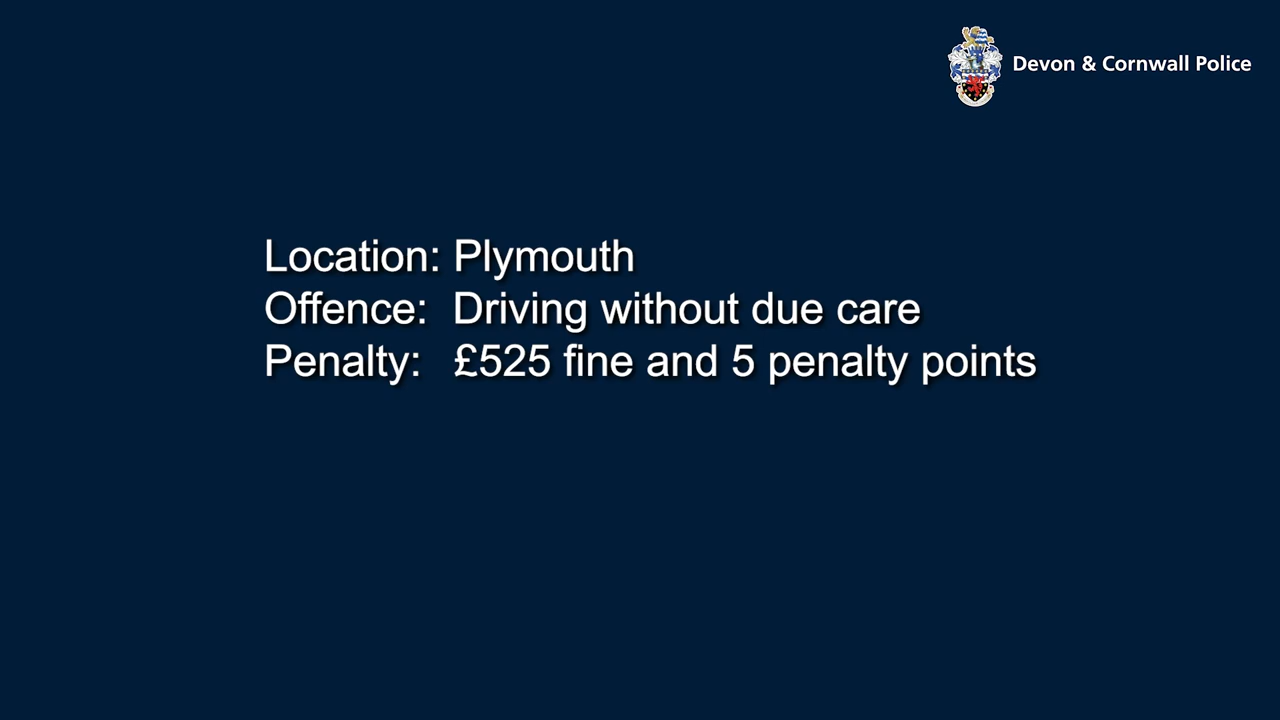 Devon & Cornwall Police
Location: Plymouth
Offence: Driving without due care
Penalty: £525 fine and 5 penalty points